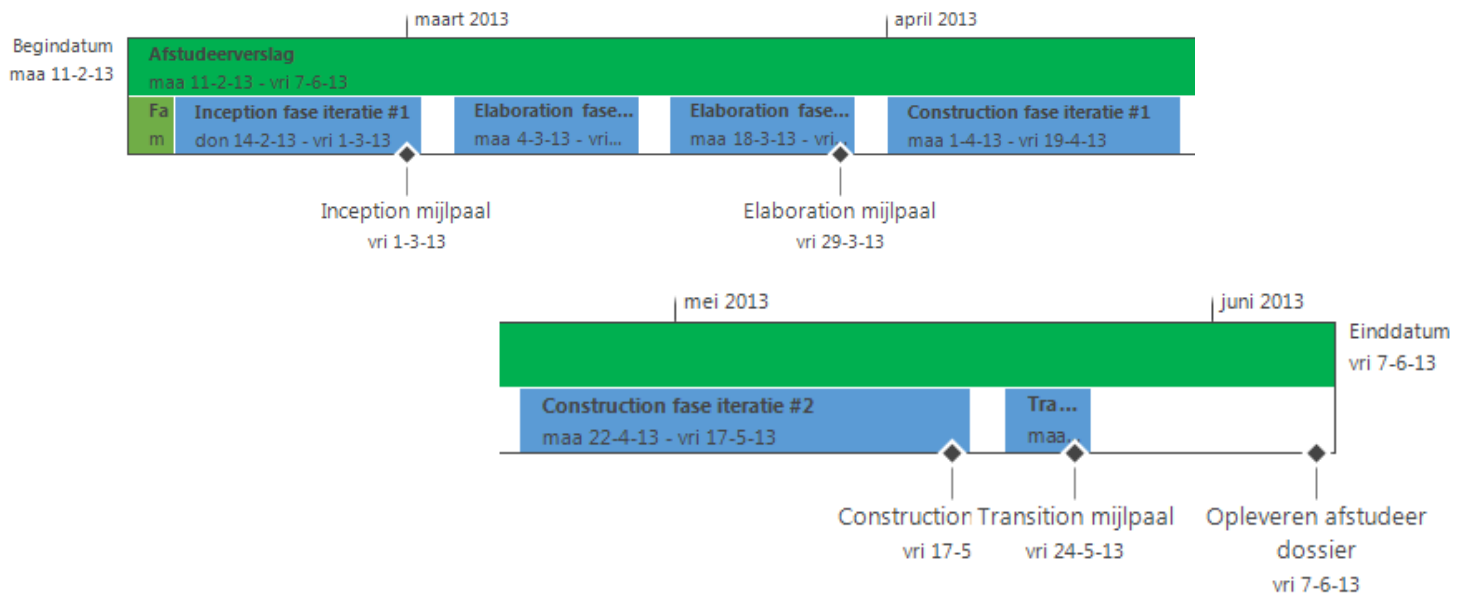 maart 2013
april 2013
Begindatum
maa 11-2-13
Afstudeerverslag
maa 11-2-13 - vri 7-6-13
Fa
m
Inception fase iteratie #1
don 14-2-13 - vri 1-3-13
Elaboration fase...
maa 4-3-13 - vri...
Elaboration fase...
maa 18-3-13 - vri...
Construction fase iteratie #1
maa 1-4-13 - vri 19-4-13
Inception mijlpaal
vri 1-3-13
Elaboration mijlpaal
vri 29-3-13
mei 2013
juni 2013
Einddatum
vri 7-6-13
Construction fase iteratie #2
maa 22-4-13 - vri 17-5-13
Tra...
maa...
Construction
vri 17-5
Transition mijlpaal
vri 24-5-13
Opleveren afstudeer
dossier
vri 7-6-13